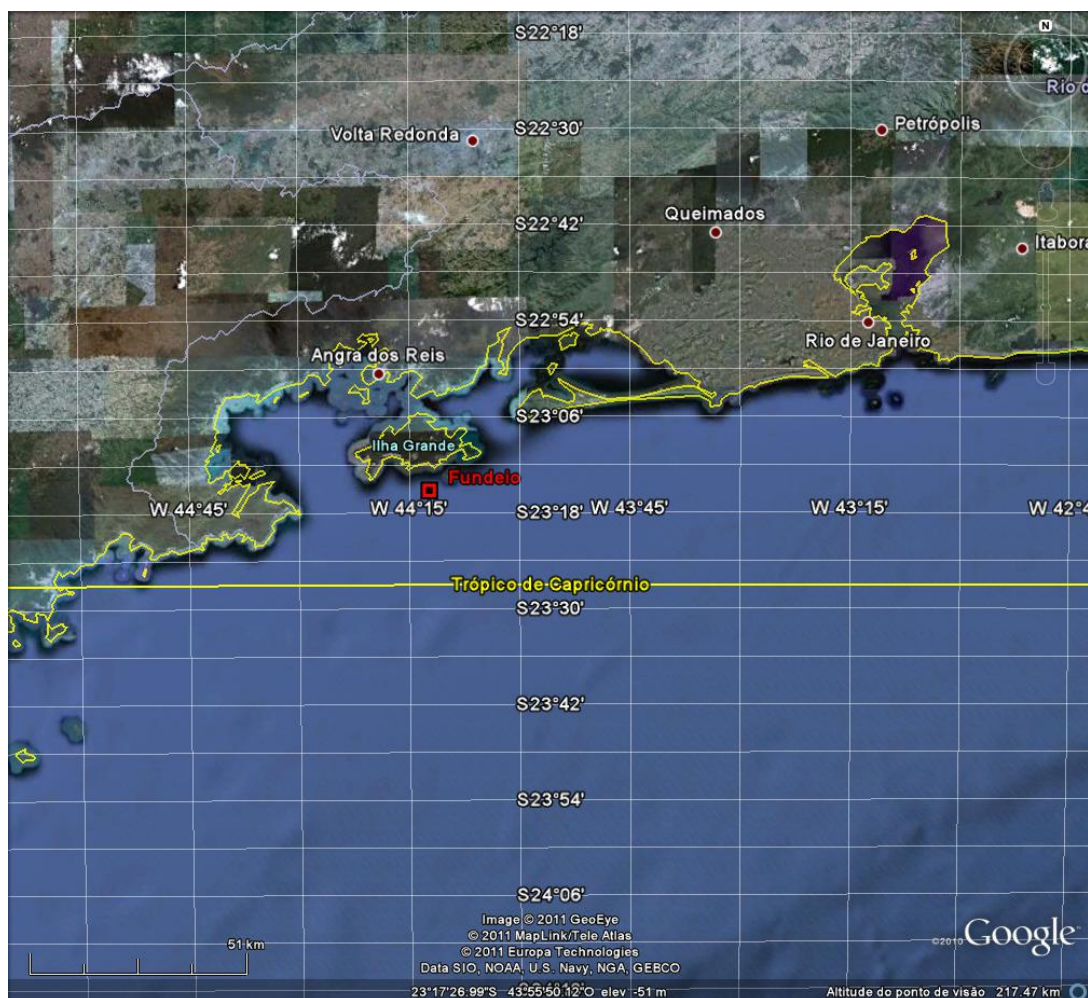 S22°18'
N
Volta Redonda
S22°30'
Petrópolis
Queimados
S22°42'
S22°54'
Angra dos Reis
Rio de Janeiro
S23°06'
Ilha Grande
Fundeio
W 44°45'
W 44°15'
S23°18'
W 43°45'
W 43°15'
Trópico de Capricórnio
S23°30'
S23°42'
S23°54'
S24°06'
Image © 2011 GeoEye
© 2011 MapLink/Tele Atlas
© 2011 Europa Technologies
Data SIO, NOAA, U.S. Navy, NGA, GEBCO
51 km
©2010 Google
23°17'26.99"S 43°55'50.12"O elev -51 m
Altitude do ponto de visão 217.47 km